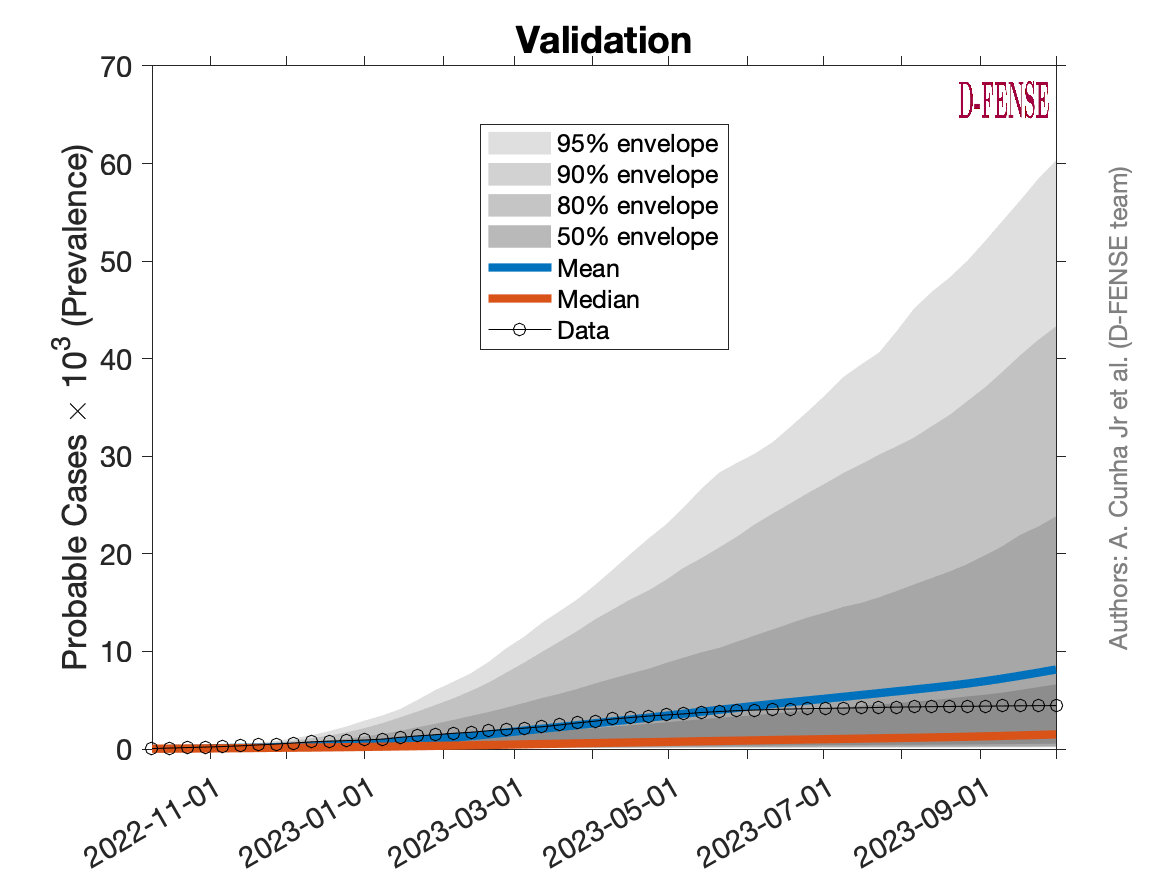 Validation
D-FENSE
95% envelope
90% envelope
80% envelope
50% envelope
Mean
Median
Data
70
60
50
40
30
20
10
0
Probable Cases × 10³ (Prevalence)
2022-11-01
2023-01-01
2023-03-01
2023-05-01
2023-07-01
2023-09-01
Authors: A. Cunha Jr et al. (D-FENSE team)